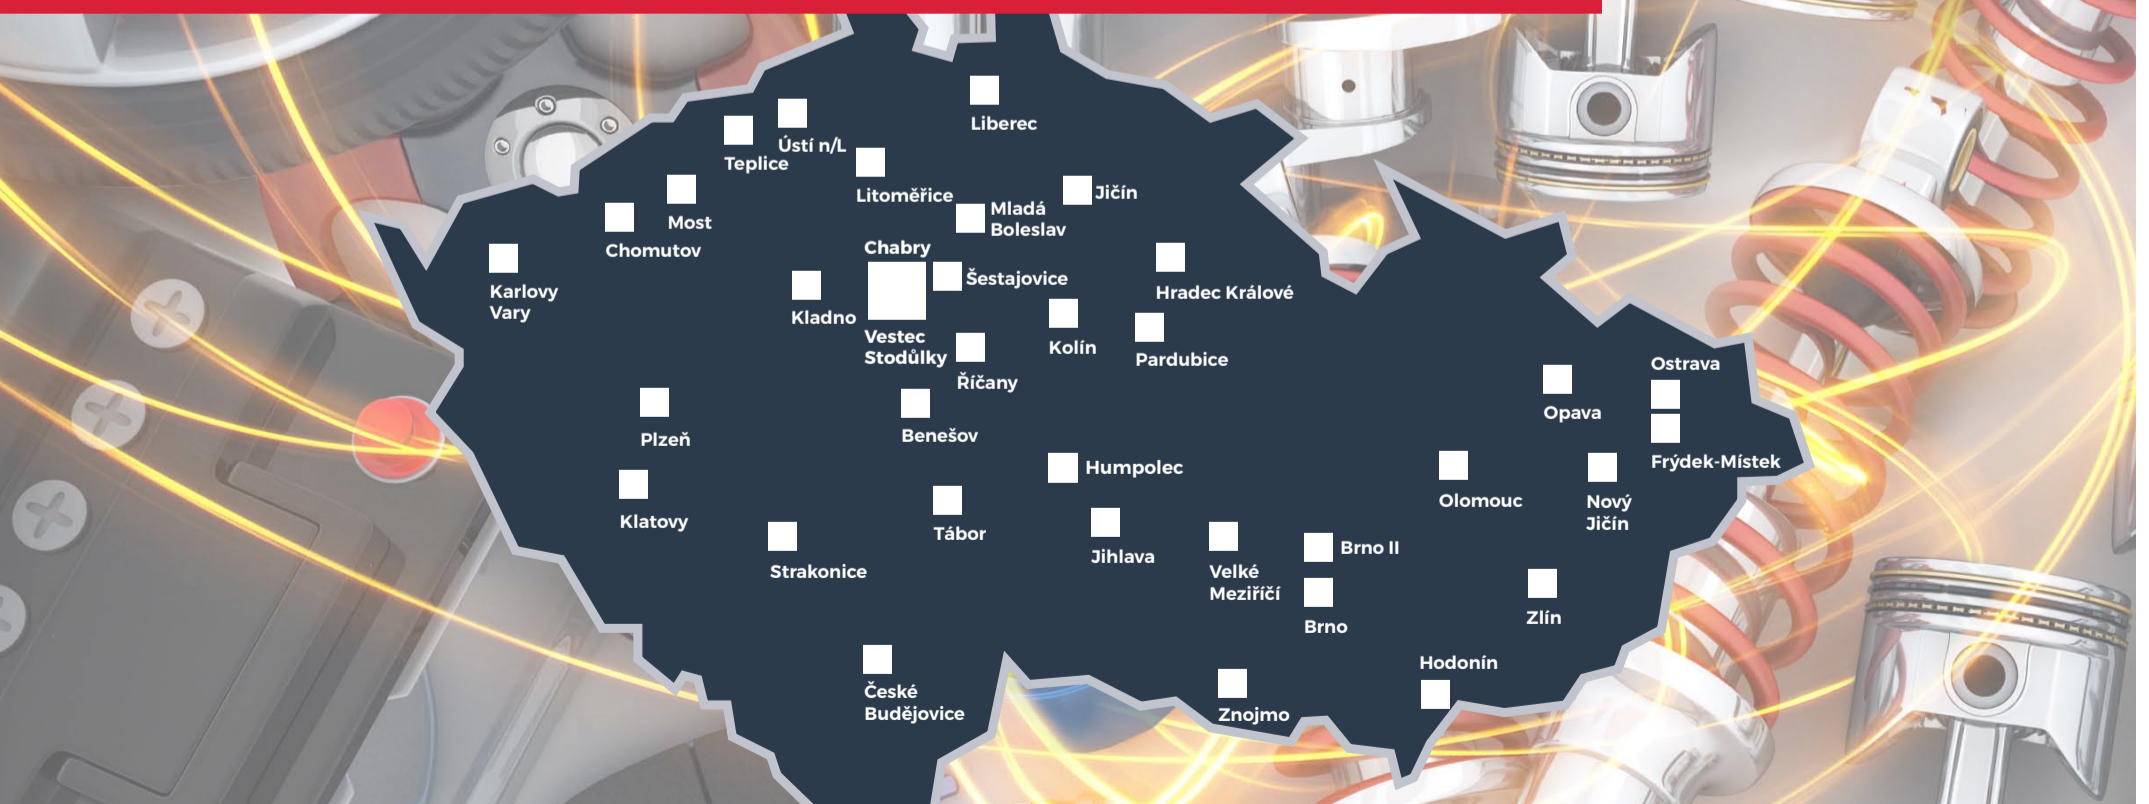 Liberec
Ústí n/L
Teplice
Litoměřice
Jičín
Mladá
Boleslav
Most
Chomutov
Chabry
Karlovy
Vary
Šestajovice
Hradec Králové
Kladno
Vestec
Stodůlky
Kolín
Pardubice
Říčany
Ostrava
Opava
Plzeň
Benešov
Frýdek-Místek
Humpolec
Olomouc
Nový
Jičín
Klatovy
Tábor
Jihlava
Brno II
Strakonice
Velké
Meziříčí
Brno
Zlín
Hodonín
České
Budějovice
Znojmo